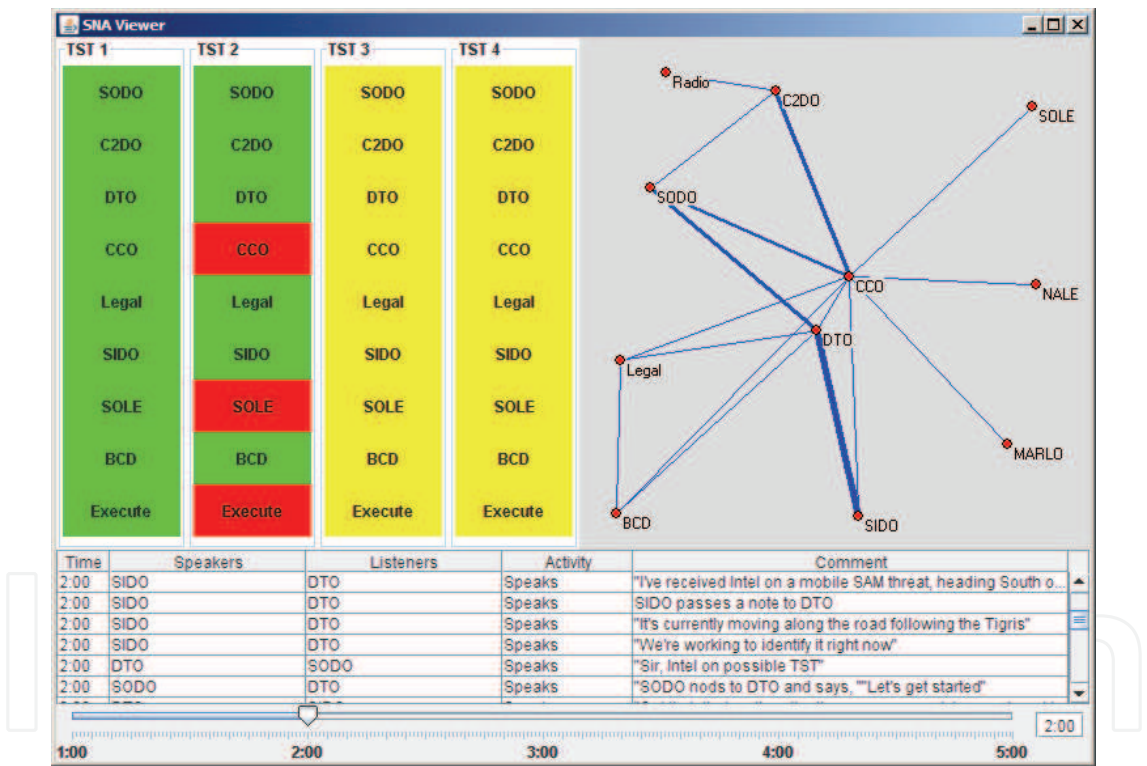 SNA Viewer
TST 1 TST 2 TST 3 TST 4
SODO SODO SODO SODO
C2DO C2DO C2DO C2DO
DTO DTO DTO DTO
CCO CCO CCO CCO
Legal Legal Legal Legal
SIDO SIDO SIDO SIDO
SOLE SOLE SOLE SOLE
BCD BCD BCD BCD
Execute Execute Execute Execute
Radio
C2DO
SOLE
SODO
CCO
NALE
DTO
Legal
MARLO
BCD
SIDO
Time Speakers Listeners Activity Comment
2:00 SIDO DTO Speaks "I've received Intel on a mobile SAM threat, heading South o...
2:00 SIDO DTO Speaks SIDO passes a note to DTO
2:00 SIDO DTO Speaks "It's currently moving along the road following the Tigris"
2:00 SIDO DTO Speaks "We're working to identify it right now"
2:00 DTO SODO Speaks "Sir, Intel on possible TST"
2:00 SODO DTO Speaks "SODO nods to DTO and says, ""Let's get started"
2:00
1:00 2:00 3:00 4:00 5:00